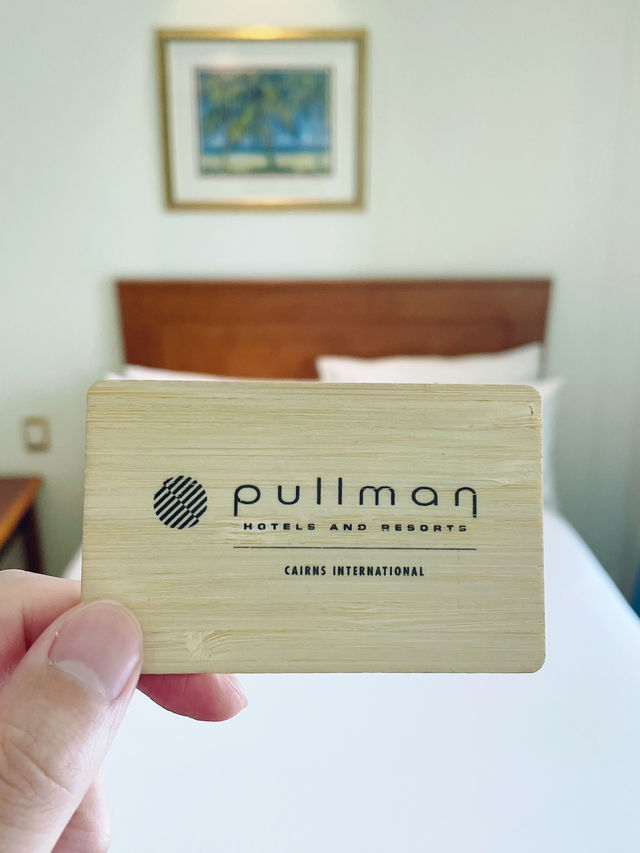 pullman
HOTELS AND RESORTS
CAIRNS INTERNATIONAL